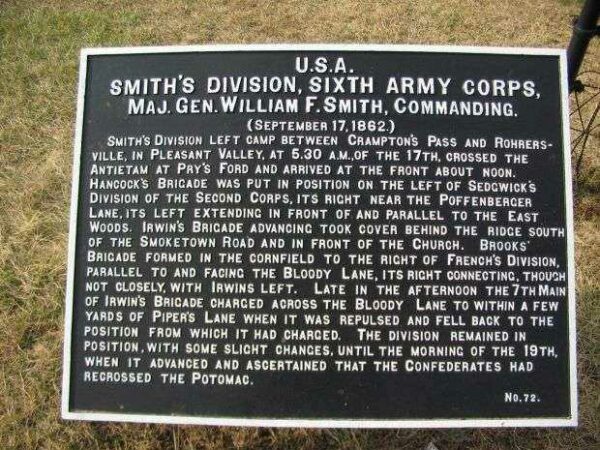 U.S.A.
SMITH'S DIVISION, SIXTH ARMY CORPS,
MAJ. GEN. WILLIAM F. SMITH, COMMANDING.
(SEPTEMBER 17, 1862.)
SMITH'S DIVISION LEFT CAMP BETWEEN CRAMPTON'S PASS AND ROHRERS-
VILLE, IN PLEASANT VALLEY, AT 5.30 A.M., OF THE 17TH, CROSSED THE
ANTIETAM AT PRY'S FORD AND ARRIVED AT THE FRONT ABOUT NOON.
HANCOCK'S BRIGADE WAS PUT IN POSITION ON THE LEFT OF SEDGWICK'S
DIVISION OF THE SECOND CORPS, ITS RIGHT NEAR THE POFFENBERGER
LANE, ITS LEFT EXTENDING IN FRONT OF AND PARALLEL TO THE EAST
WOODS. IRWIN'S BRIGADE ADVANCING TOOK COVER BEHIND THE RIDGE SOUTH
OF THE SMOKETOWN ROAD AND IN FRONT OF THE CHURCH. BROOKS'
BRIGADE FORMED IN THE CORNFIELD TO THE RIGHT OF FRENCH'S DIVISION,
PARALLEL TO AND FACING THE BLOODY LANE, ITS RIGHT CONNECTING, THOUGH
NOT CLOSELY, WITH IRWINS LEFT. LATE IN THE AFTERNOON THE 7TH MAIN
OF IRWIN'S BRIGADE CHARGED ACROSS THE BLOODY LANE TO WITHIN A FEW
YARDS OF PIPER'S LANE WHEN IT WAS REPULSED AND FELL BACK TO THE
POSITION FROM WHICH IT HAD CHARGED. THE DIVISION REMAINED IN
POSITION, WITH SOME SLIGHT CHANGES, UNTIL THE MORNING OF THE 19TH,
WHEN IT ADVANCED AND ASCERTAINED THAT THE CONFEDERATES HAD
RECROSSED THE POTOMAC.
NO. 72.